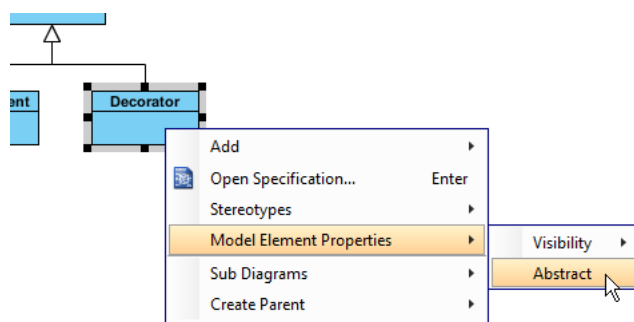 ent
Decorator
Add
Open Specification... Enter
Stereotypes
Model Element Properties
Visibility
Sub Diagrams
Abstract
Create Parent